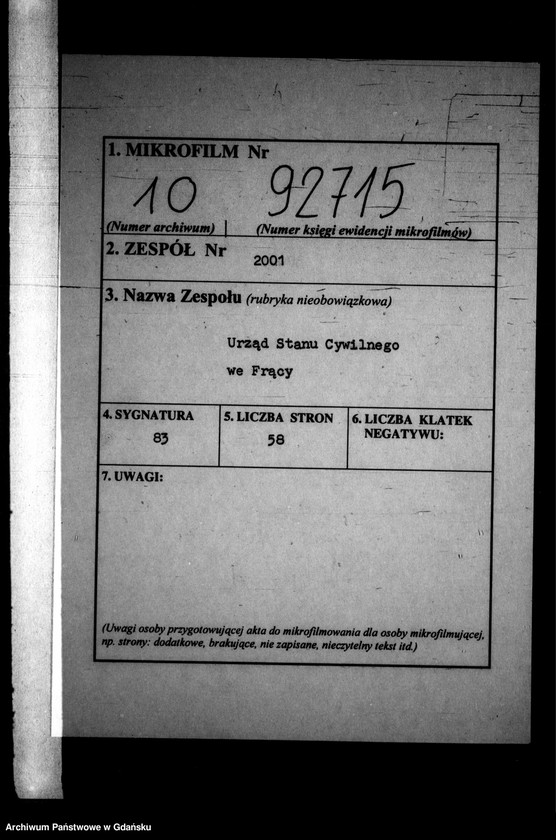 1. MIKROFILM Nr
10 92715
(Numer archiwum) (Numer księgi ewidencji mikrofilmów)
2. ZESPÓŁ Nr
2001
3. Nazwa Zespołu (rubryka nieobowiązkowa)
Urząd Stanu Cywilnego
we Frący
4. SYGNATURA
83
5. LICZBA STRON
58
6. LICZBA KLATEK
NEGATYWU:
7. UWAGI:
(Uwagi osoby przygotowującej akta do mikrofilmowania dla osoby mikrofilmującej,
np. strony: dodatkowe, brakujące, nie zapisane, nieczytelny tekst itd.)
Archiwum Państwowe w Gdańsku